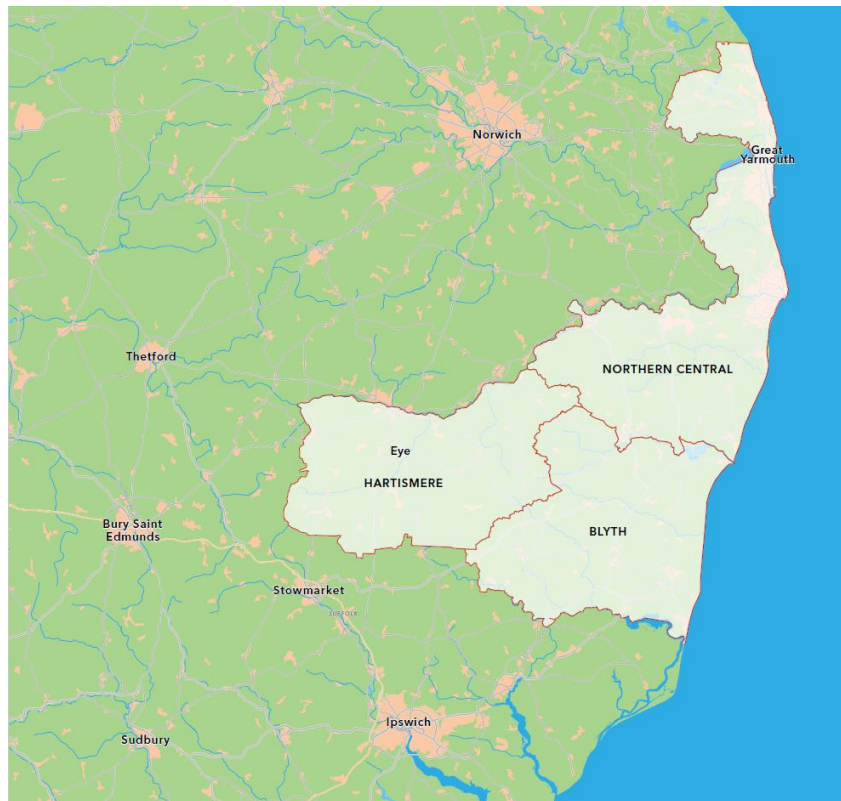 Norwich
Great
Yarmouth
Thetford
NORTHERN CENTRAL
Eye
HARTISMERE
Bury Saint
Edmunds
BLYTH
Stowmarket
SUFFOLK
Ipswich
Sudbury